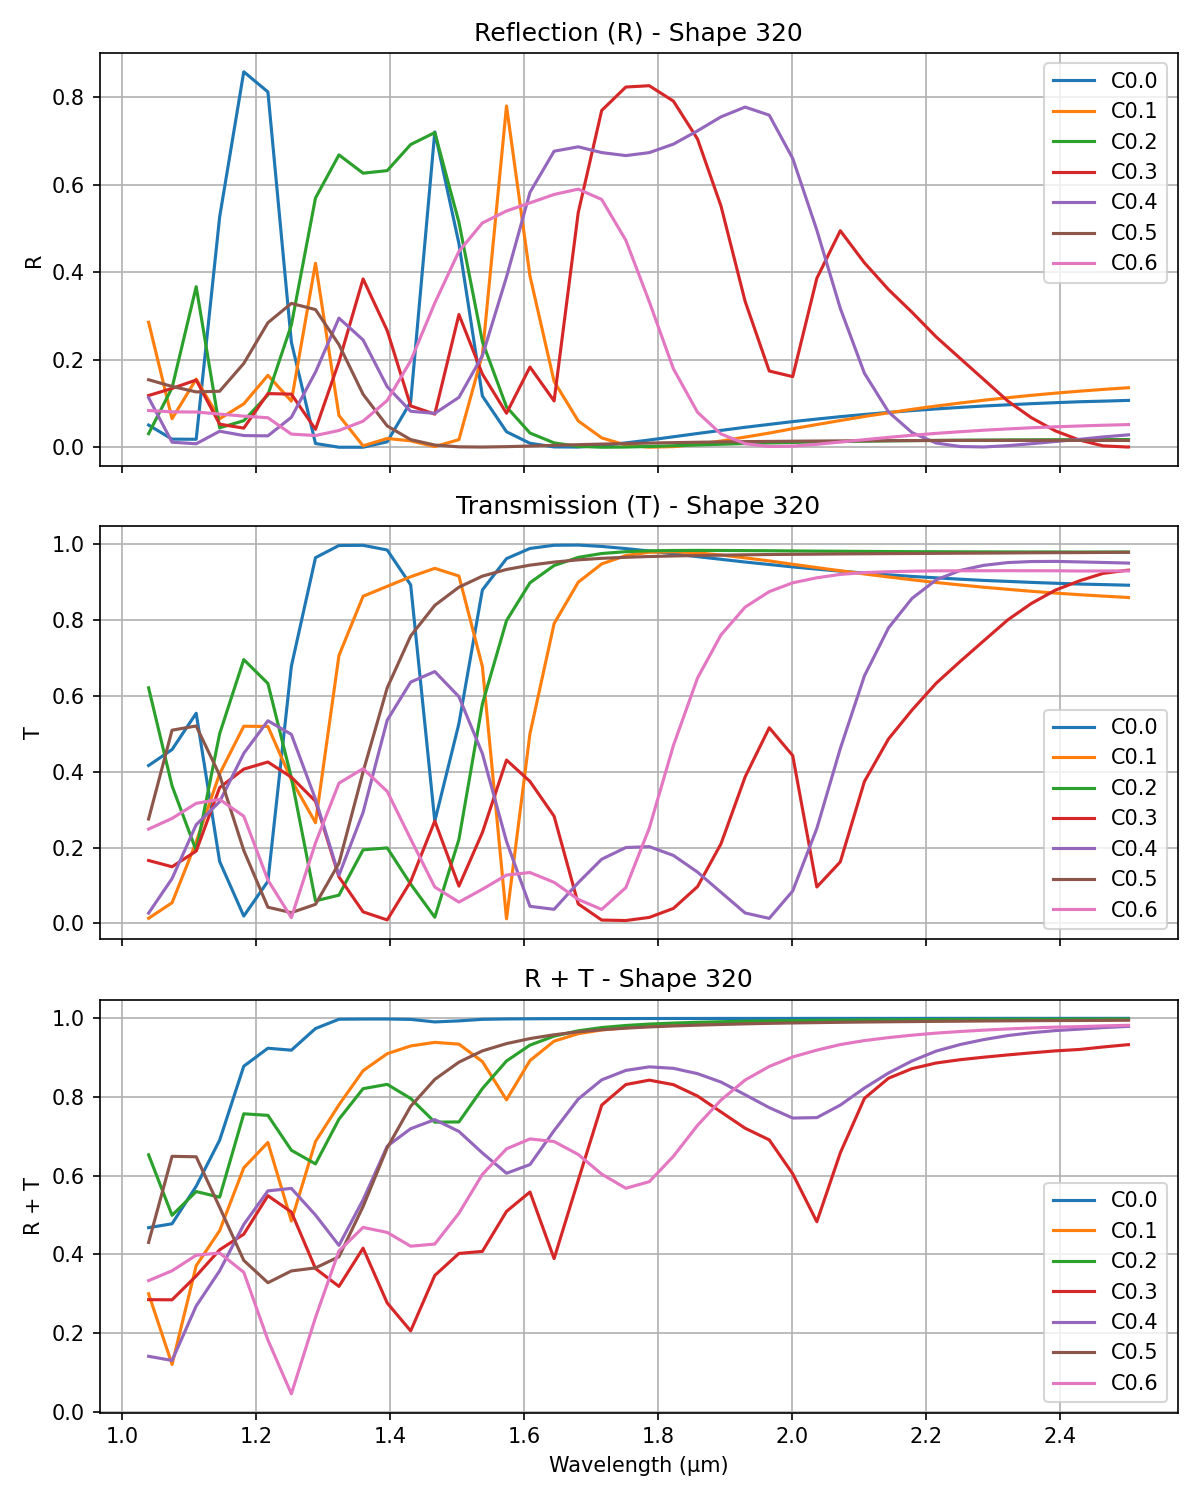 Reflection (R) - Shape 320
0.8
0.6
0.4
0.2
0.0
R
C0.0
C0.1
C0.2
C0.3
C0.4
C0.5
C0.6
Transmission (T) - Shape 320
1.0
0.8
0.6
0.4
0.2
0.0
T
C0.0
C0.1
C0.2
C0.3
C0.4
C0.5
C0.6
R + T - Shape 320
1.0
0.8
0.6
0.4
0.2
0.0
R + T
C0.0
C0.1
C0.2
C0.3
C0.4
C0.5
C0.6
1.0 1.2 1.4 1.6 1.8 2.0 2.2 2.4
Wavelength (μm)